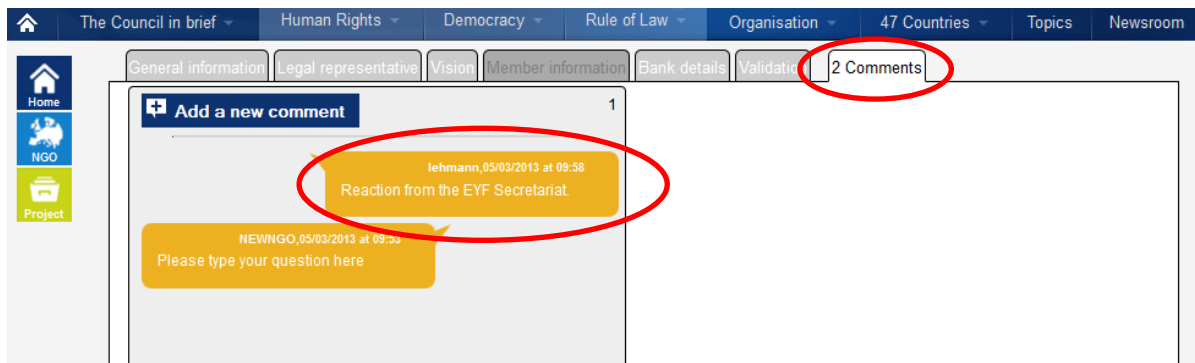 The Council in brief Human Rights Democracy Rule of Law Organisation 47 Countries Topics Newsroom
General information Legal representative Vision Member information Bank details Validation 2 Comments
Home
NGO
Project
Add a new comment 1
lehmann,05/03/2013 at 09:58
Reaction from the EYF Secretariat.
NEWNGO,05/03/2013 at 09:53
Please type your question here